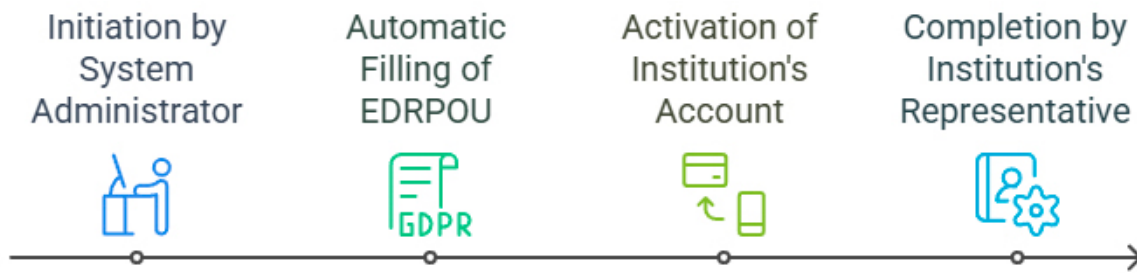 Initiation by
System
Administrator
Automatic
Filling of
EDRPOU
Activation of
Institution's
Account
Completion by
Institution's
Representative
GDPR